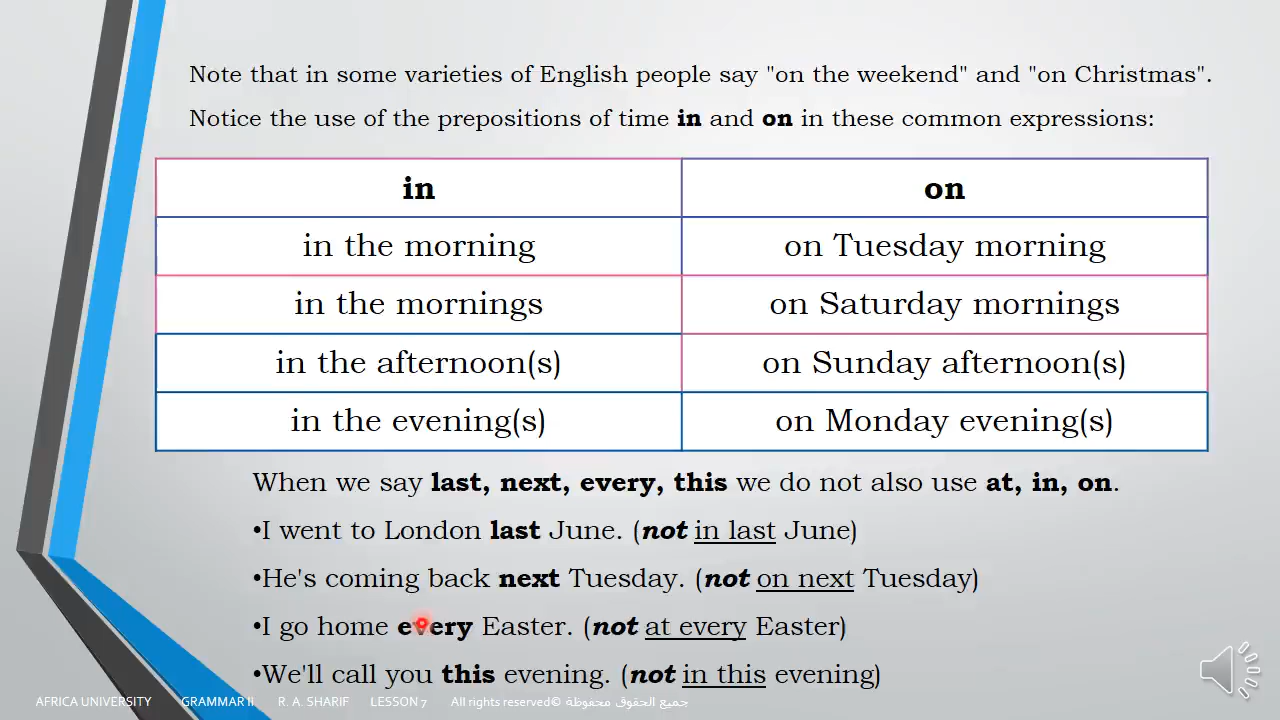 Note that in some varieties of English people say "on the weekend" and "on Christmas".
Notice the use of the prepositions of time in and on in these common expressions:
in on
in the morning on Tuesday morning
in the mornings on Saturday mornings
in the afternoon(s) on Sunday afternoon(s)
in the evening(s) on Monday evening(s)
When we say last, next, every, this we do not also use at, in, on.
•I went to London last June. (not in last June)
•He's coming back next Tuesday. (not on next Tuesday)
•I go home every Easter. (not at every Easter)
•We'll call you this evening. (not in this evening)
AFRICA UNIVERSITY GRAMMAR II R. A. SHARIF LESSON 7 All rights reserved© جميع الحقوق محفوظة